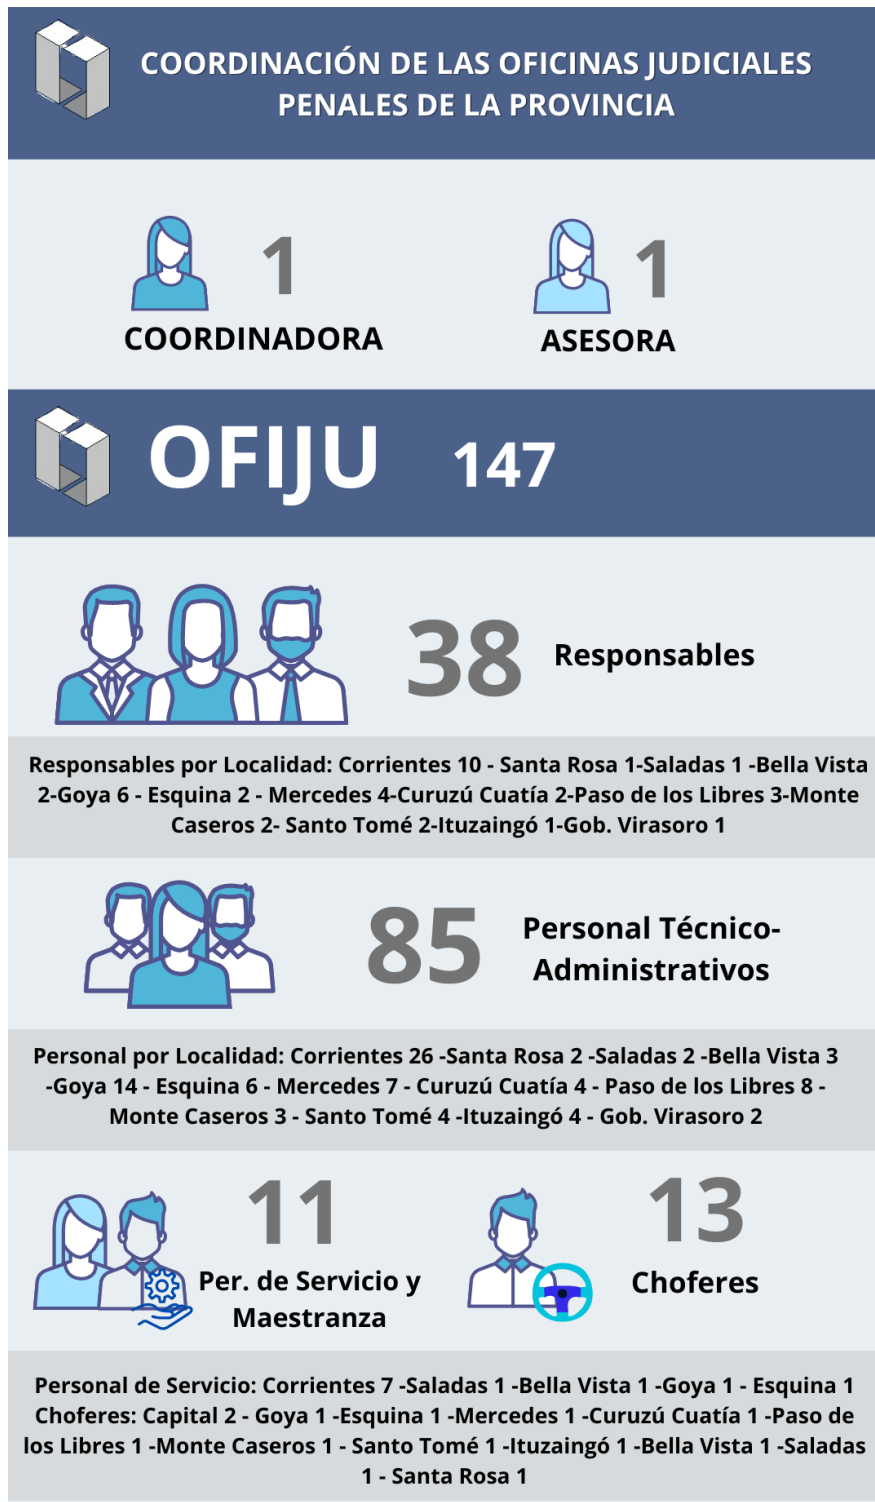 COORDINACIÓN DE LAS OFICINAS JUDICIALES
PENALES DE LA PROVINCIA
1
COORDINADORA
1
ASESORA
OFIJU 147
38 Responsables
Responsables por Localidad: Corrientes 10 - Santa Rosa 1-Saladas 1 -Bella Vista
2-Goya 6 - Esquina 2 - Mercedes 4-Curuzú Cuatía 2-Paso de los Libres 3-Monte
Caseros 2- Santo Tomé 2-Ituzaingó 1-Gob. Virasoro 1
85 Personal Técnico-
Administrativos
Personal por Localidad: Corrientes 26 -Santa Rosa 2 -Saladas 2 -Bella Vista 3
-Goya 14 - Esquina 6 - Mercedes 7 - Curuzú Cuatía 4 - Paso de los Libres 8 -
Monte Caseros 3 - Santo Tomé 4 -Ituzaingó 4 - Gob. Virasoro 2
11
Per. de Servicio y
Maestranza
13
Choferes
Personal de Servicio: Corrientes 7 -Saladas 1 -Bella Vista 1 -Goya 1 - Esquina 1
Choferes: Capital 2 - Goya 1 -Esquina 1 -Mercedes 1 -Curuzú Cuatía 1 -Paso de
los Libres 1 -Monte Caseros 1 - Santo Tomé 1 -Ituzaingó 1 -Bella Vista 1 -Saladas
1 - Santa Rosa 1